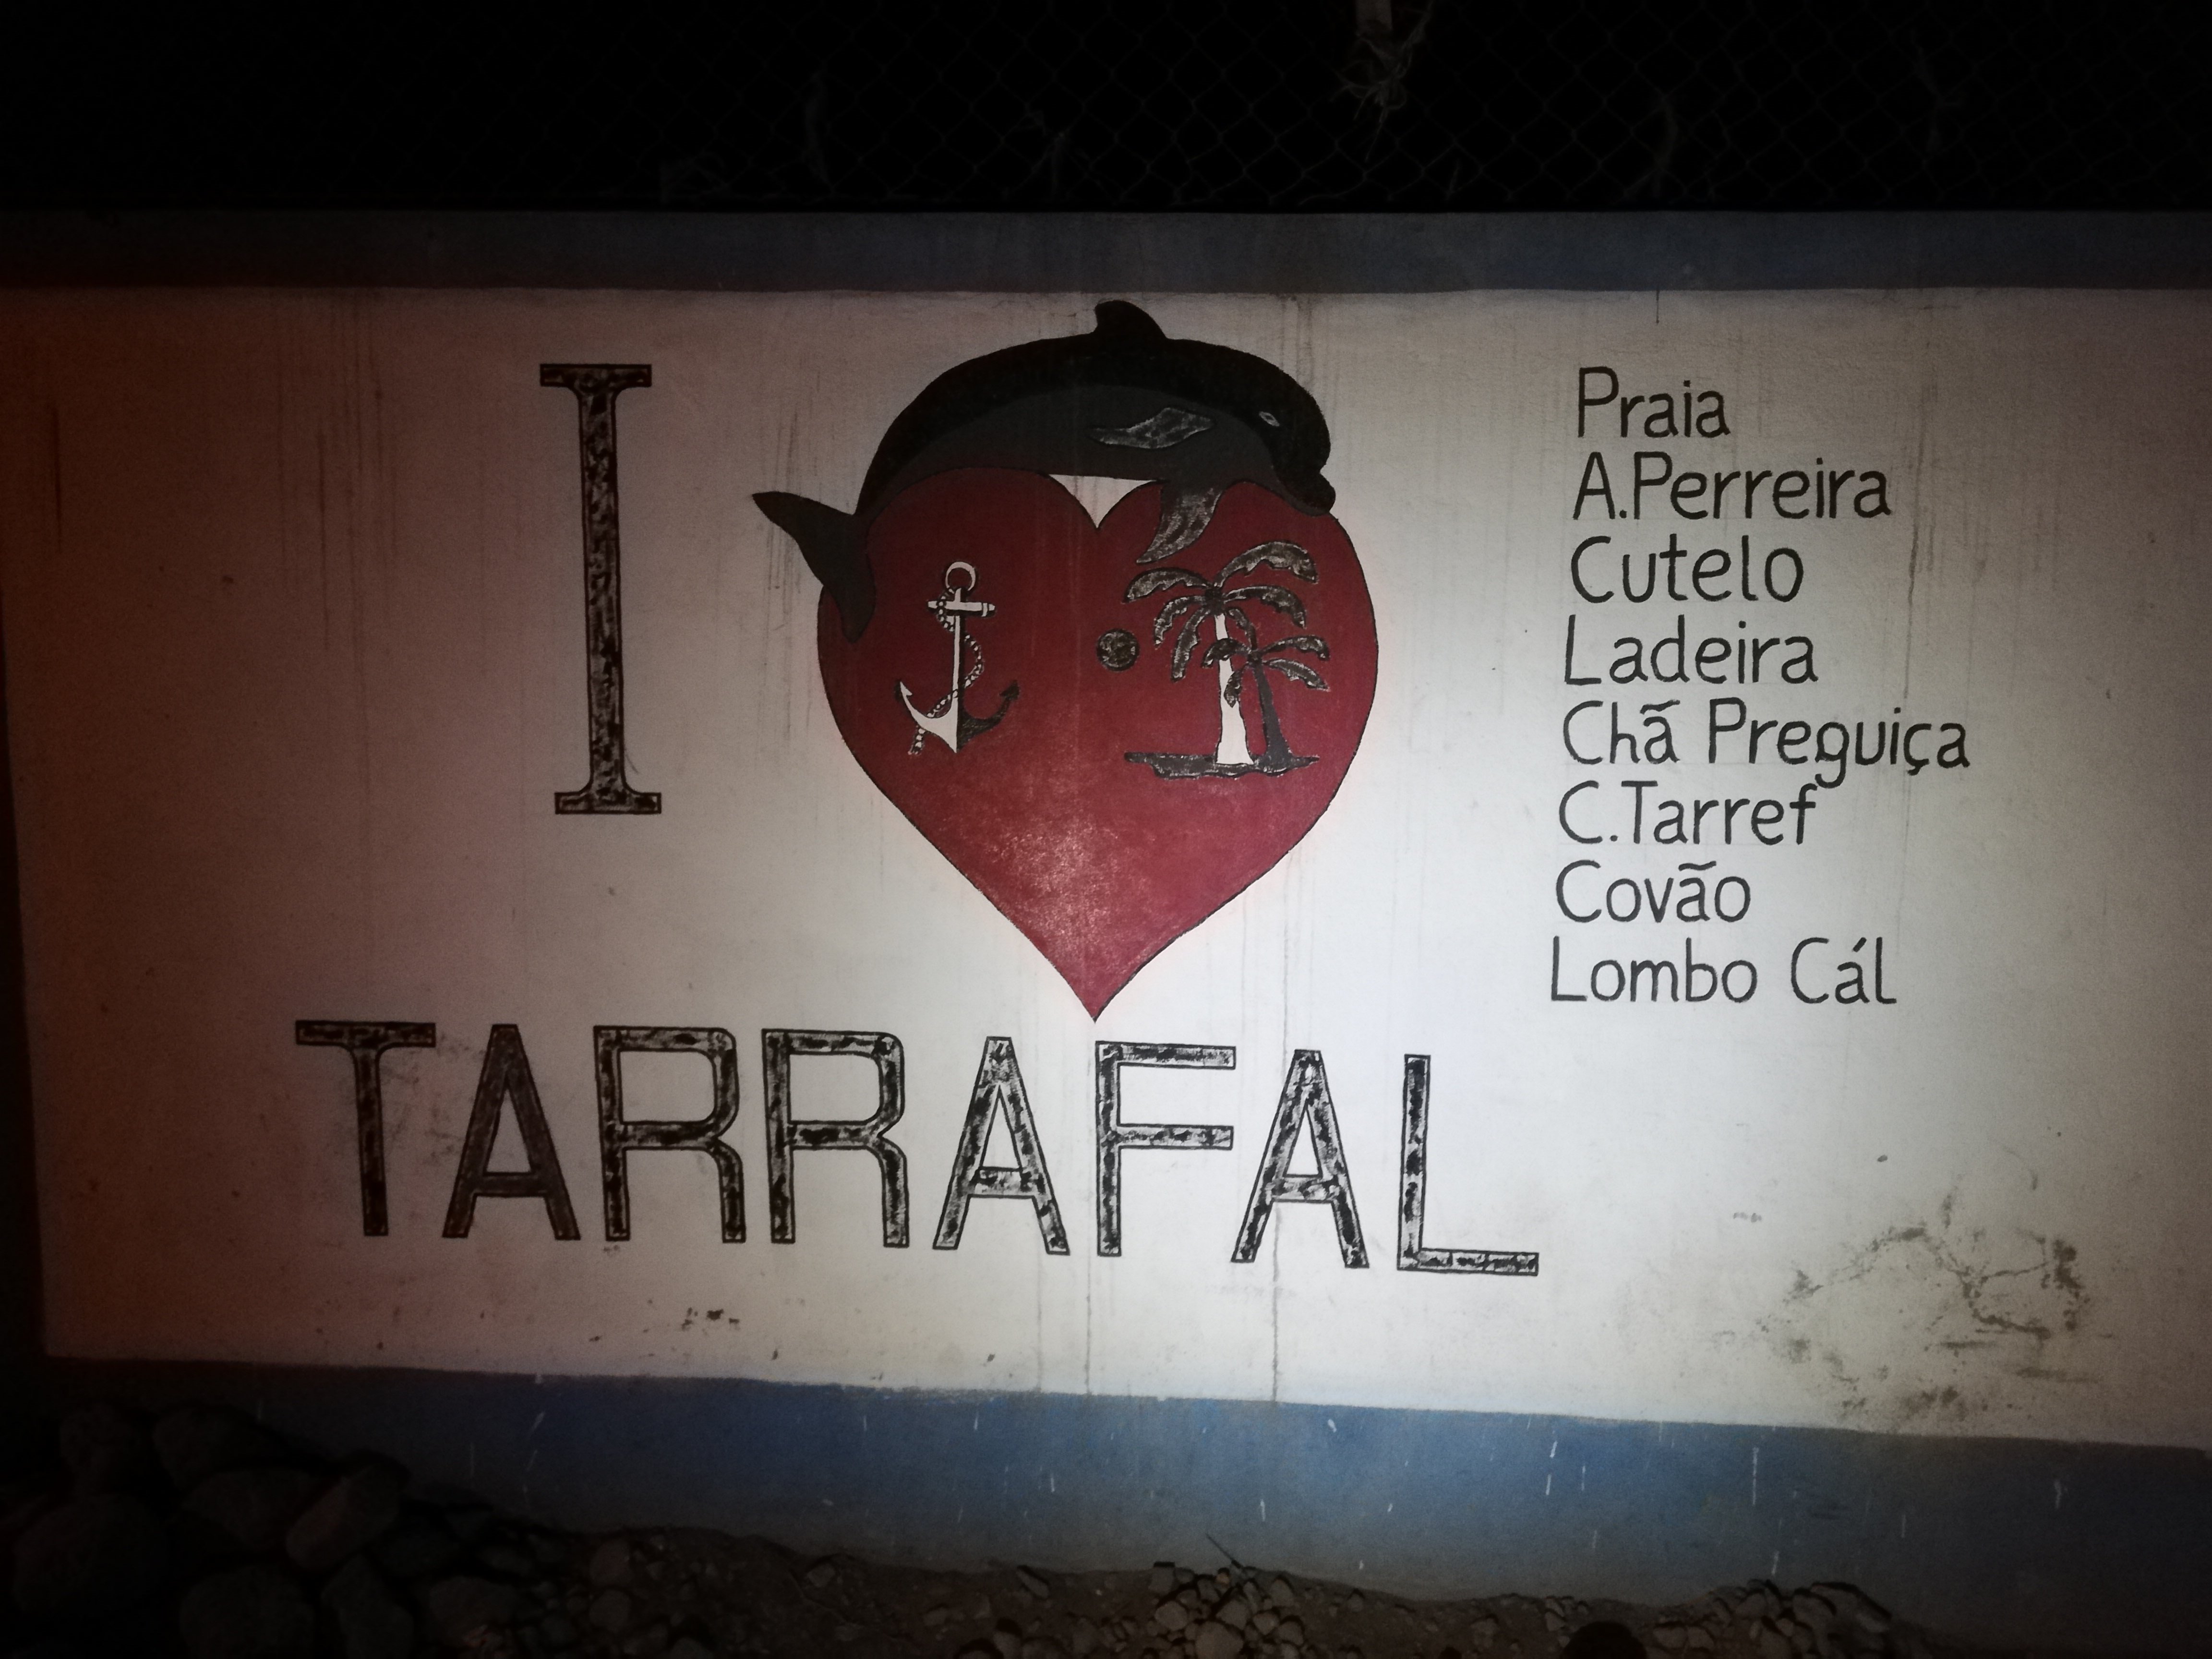 I
TARRAFAL
Praia
A.Perreira
Cutelo
Ladeira
Chã Preguiça
C.Tarref
Covão
Lombo Cál